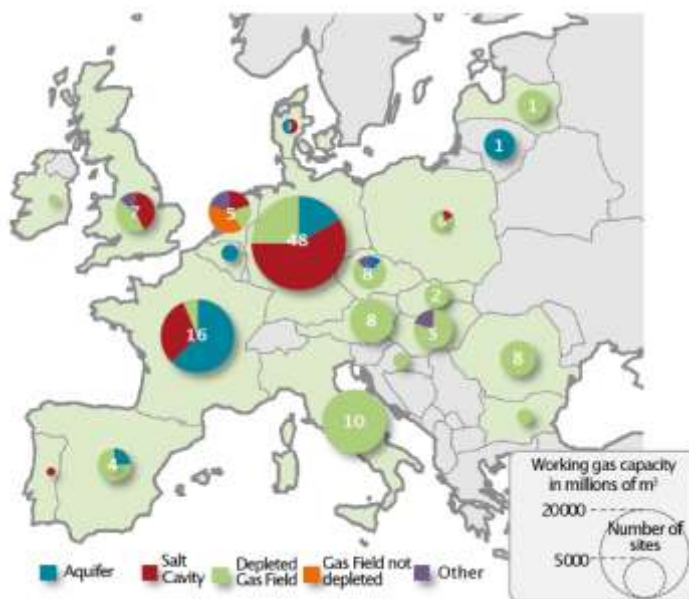 1
1
7
5
48
8
2
8
5
16
8
10
4
Working gas capacity
in millions of m³
20000
Number of
sites
5000
Aquifer
Salt
Cavity
Depleted
Gas Field
Gas Field not
depleted
Other